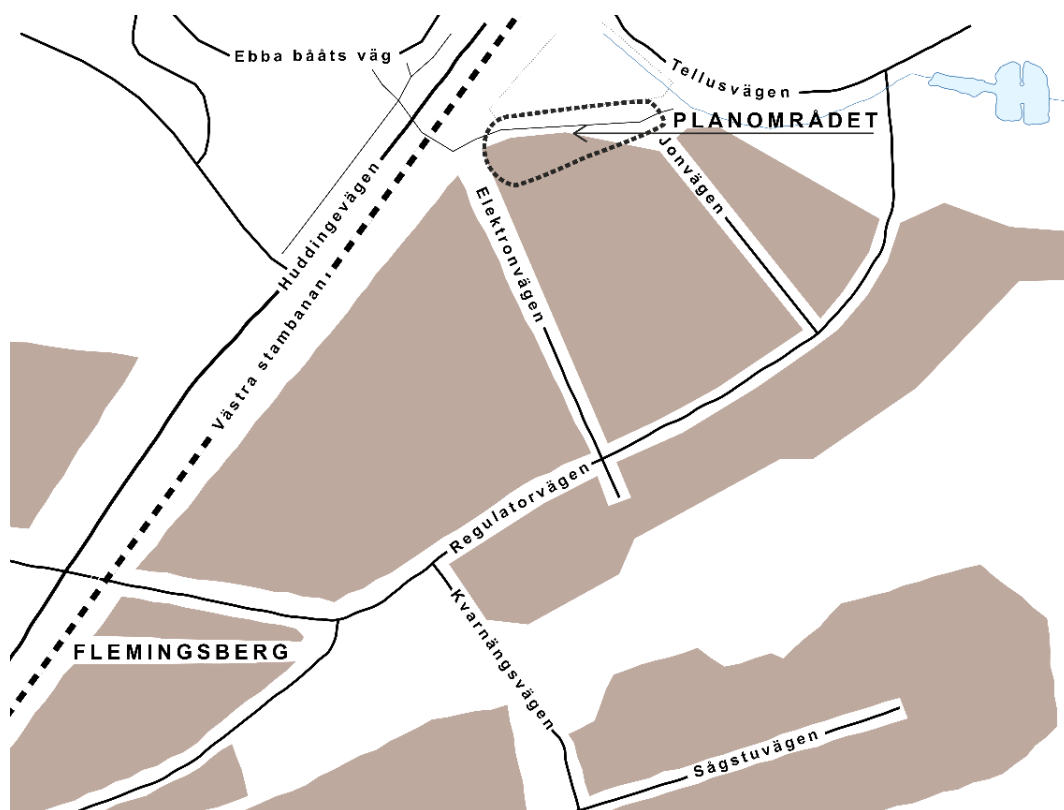 Ebba bååts väg
Tellusvägen
PLANOMRÅDET
Jonvägen
Elektronvägen
Huddingevägen
Västra stambanan
Regulatorvägen
Kvarnängsvägen
FLEMINGSBERG
Sågstuvägen